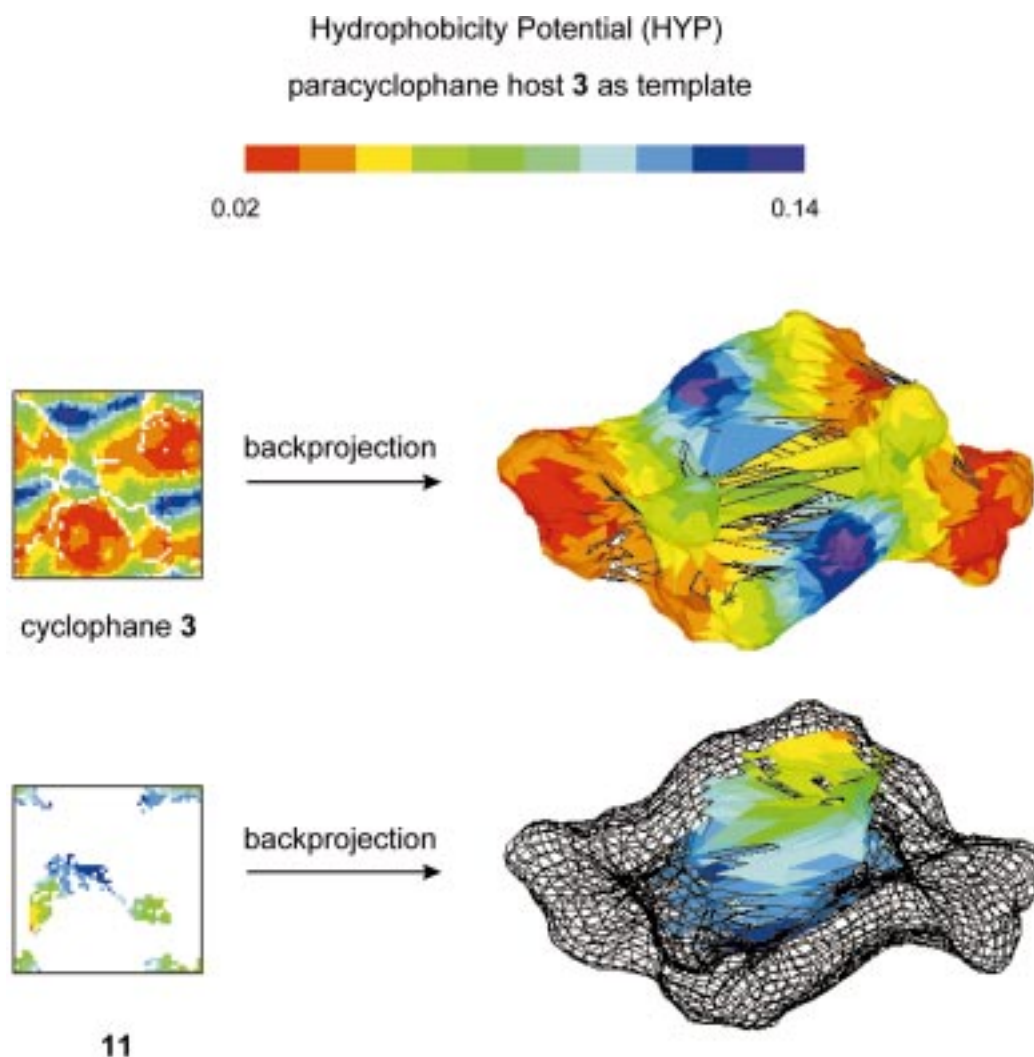 Hydrophobicity Potential (HYP)
paracyclophane host 3 as template
0.02
0.14
backprojection
cyclophane 3
backprojection
11